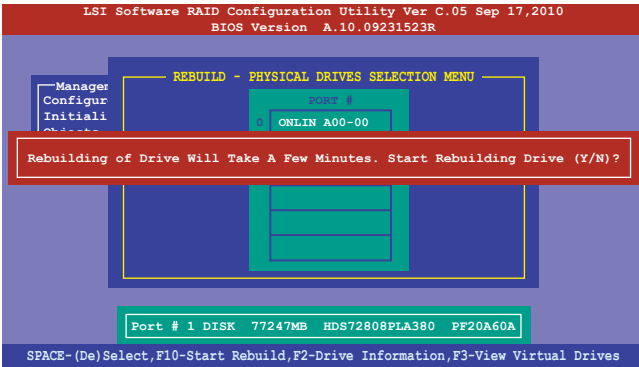 LSI Software RAID Configuration Utility Ver C.05 Sep 17,2010
BIOS Version A.10.09231523R
REBUILD - PHYSICAL DRIVES SELECTION MENU
Managem
Configur
Initiali
PORT #
0 ONLIN A00-00
Rebuilding of Drive Will Take A Few Minutes. Start Rebuilding Drive (Y/N)?
Port # 1 DISK 77247MB HDS72808PLA380 PF20A60A
SPACE-(De)Select,F10-Start Rebuild,F2-Drive Information,F3-View Virtual Drives